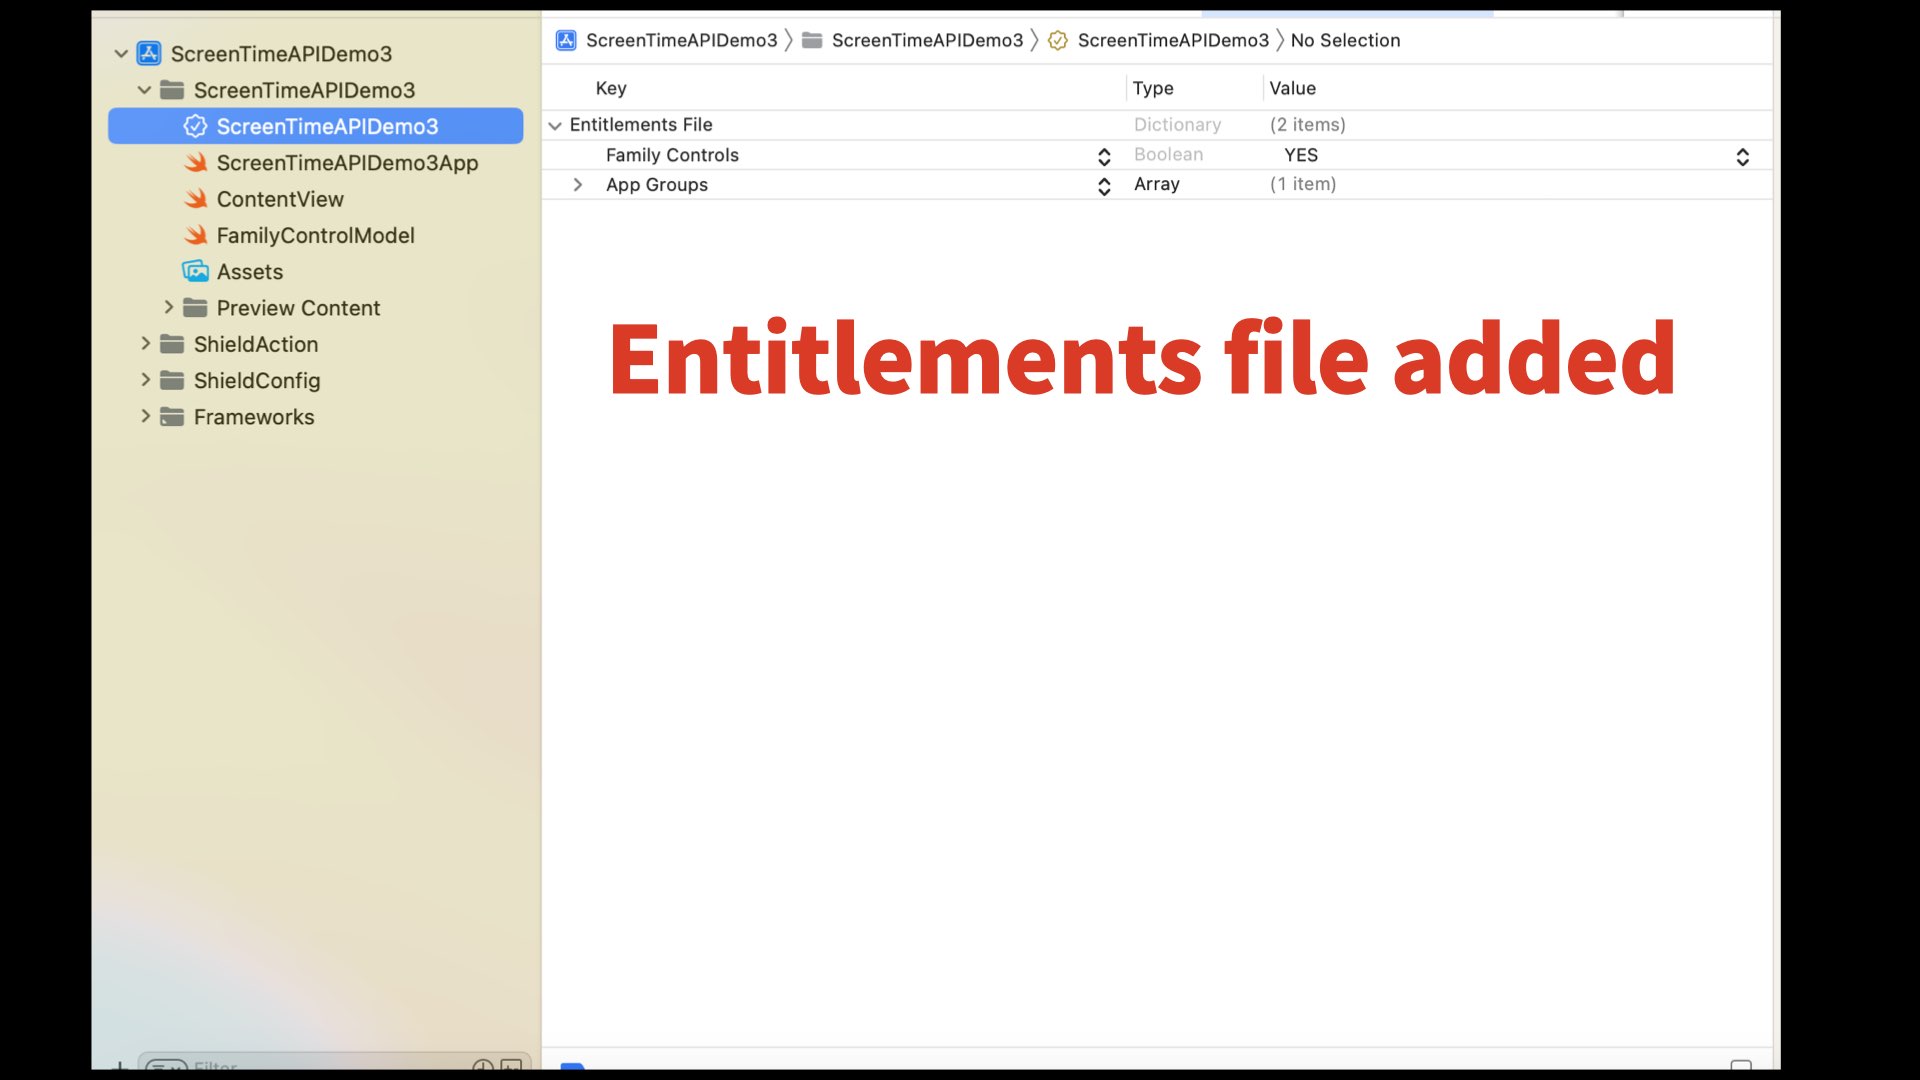 ScreenTimeAPIDemo3
ScreenTimeAPIDemo3
ScreenTimeAPIDemo3
ScreenTimeAPIDemo3App
ContentView
FamilyControlModel
Assets
Preview Content
ShieldAction
ShieldConfig
Frameworks
Filter
ScreenTimeAPIDemo3 〉 ScreenTimeAPIDemo3 〉 ScreenTimeAPIDemo3 〉 No Selection
Key Type Value
Entitlements File Dictionary (2 items)
Family Controls Boolean YES
App Groups Array (1 item)
Entitlements file added